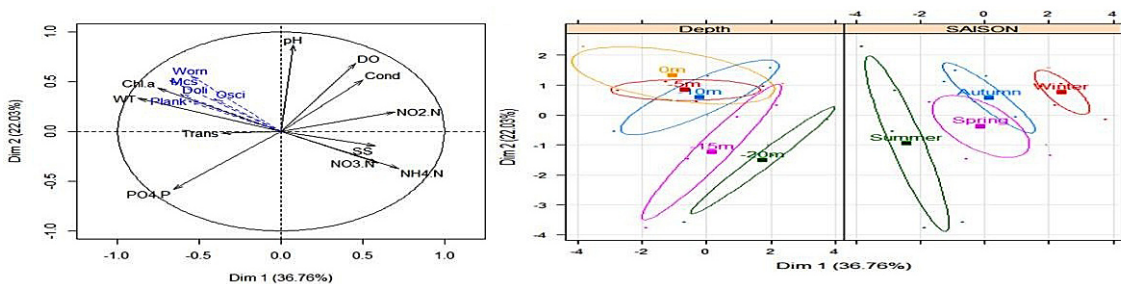 1.0
0.5
0.0
-0.5
-1.0
Dim 2 (22.03%)
pH
DO
Cond
Worn
Mcs
Chl.a
Doli
Osci
WT
Plank
NO2.N
Trans
SS
NO3.N
NH4.N
PO4.P
-1.0 -0.5 0.0 0.5 1.0
Dim 1 (36.76%)
-4 -2 0 2 4
Depth SAISON
2
1
0
-1
-2
-3
-4
Dim 2 (22.03%)
0m
-5m
-15m
-20m
Autumn
Winter
Spring
Summer
-4 -2 0 2 4
Dim 1 (36.76%)